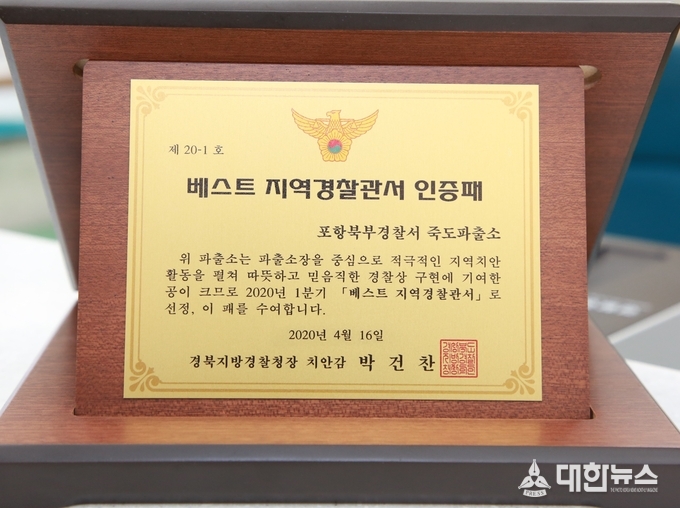 제 20-1 호
베스트 지역경찰관서 인증패
포항북부경찰서 죽도파출소
위 파출소는 파출소장을 중심으로 적극적인 지역치안
활동을 펼쳐 따뜻하고 믿음직한 경찰상 구현에 기여한
공이 크므로 2020년 1분기 「베스트 지역경찰관서」로
선정, 이 패를 수여합니다.
2020년 4월 16일
경북지방경찰청장 치안감 박 건 찬
PRESS 대한뉴스